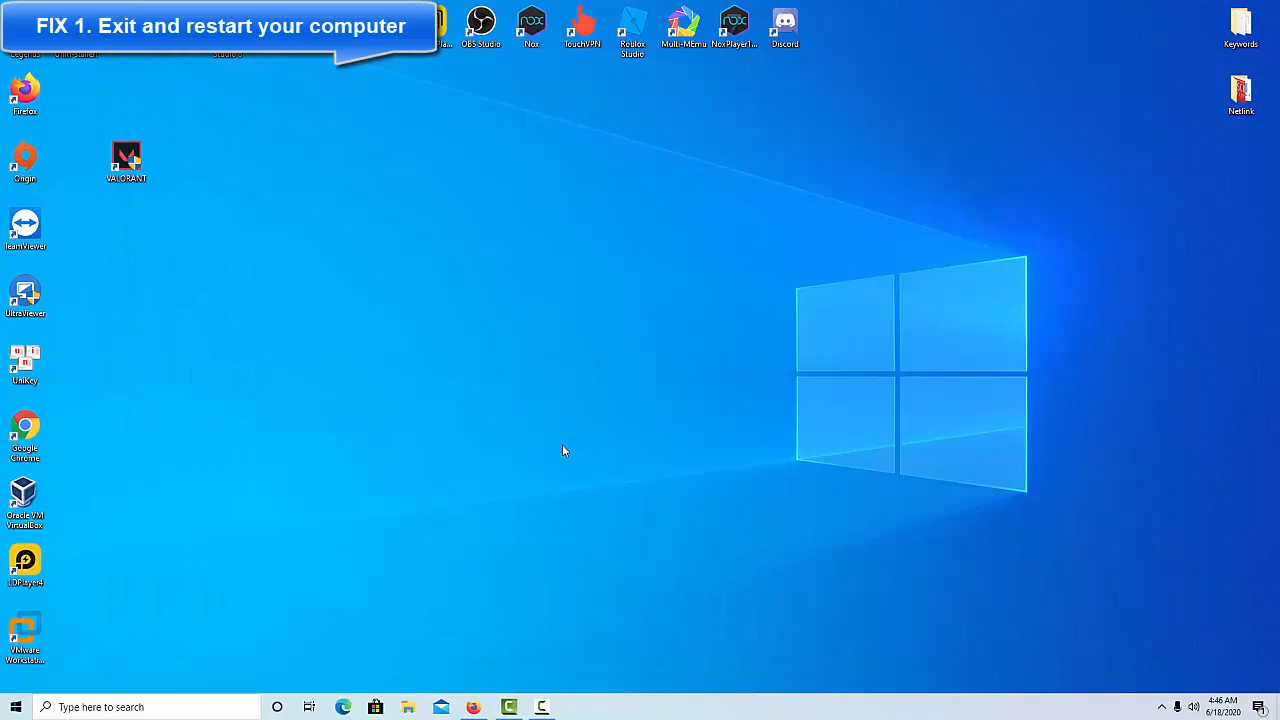 FIX 1. Exit and restart your computer
OBS Studio
Nox
TouchVPN
Roblox
Studio
Multi-MEmu
NoxPlayer1...
Discord
Keywords
Firefox
Netlink
Origin
VALORANT
TeamViewer
UltraViewer
UniKey
Google
Chrome
Oracle VM
VirtualBox
LDPlayer4
VMware
Workstati...
Type here to search
4:46 AM
6/18/2020